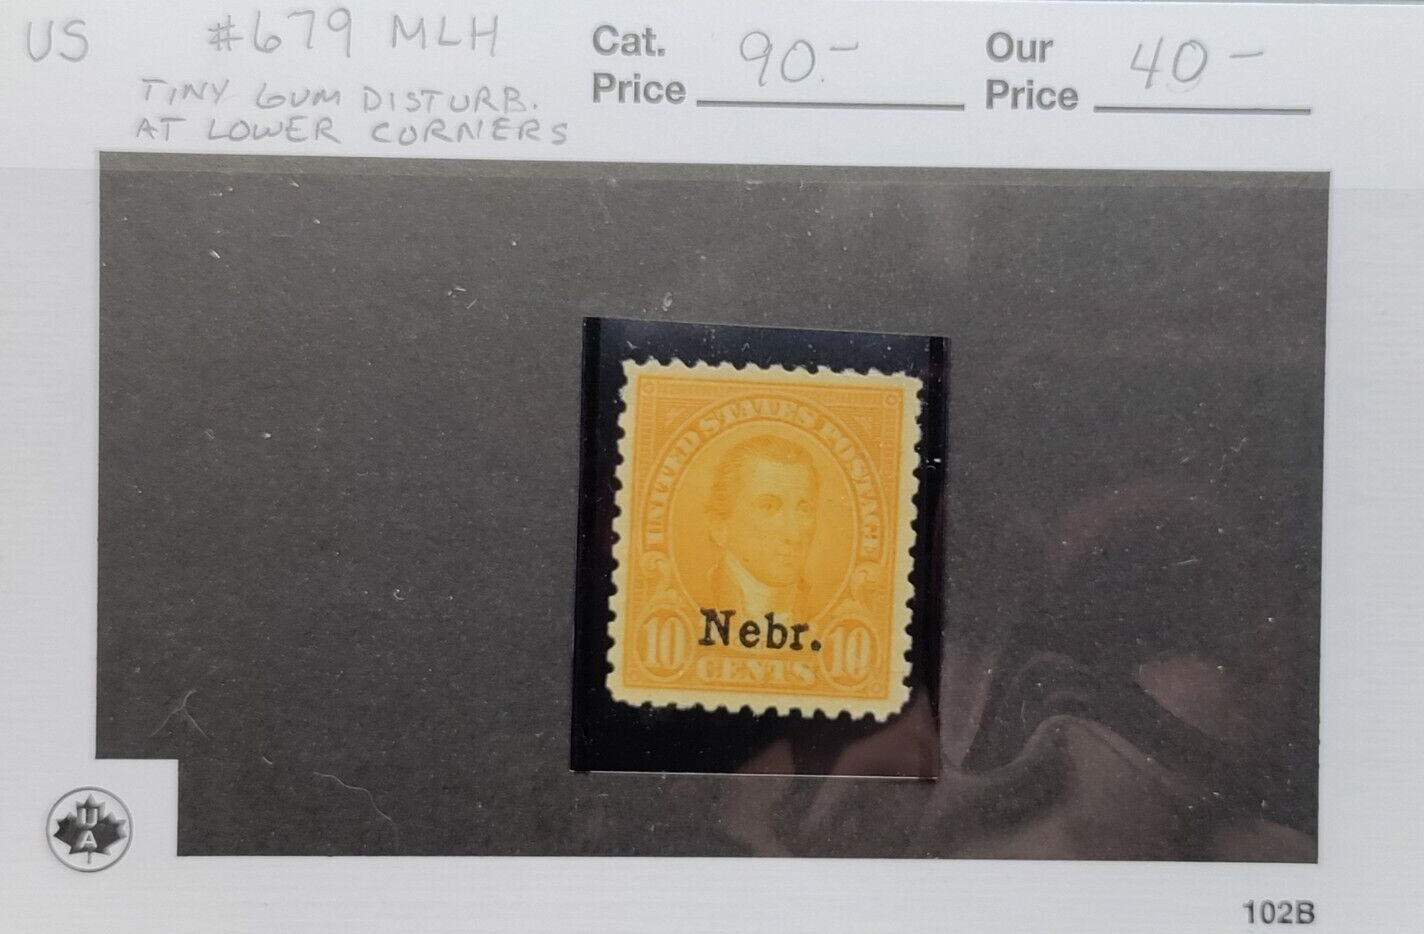 US #679 MLH
TINY GUM DISTURB.
AT LOWER CORNERS
Cat.
Price 90.-
Our
Price 40-
UNITED STATES POSTAGE
Nebr.
10 CENTS 10
UA
102B